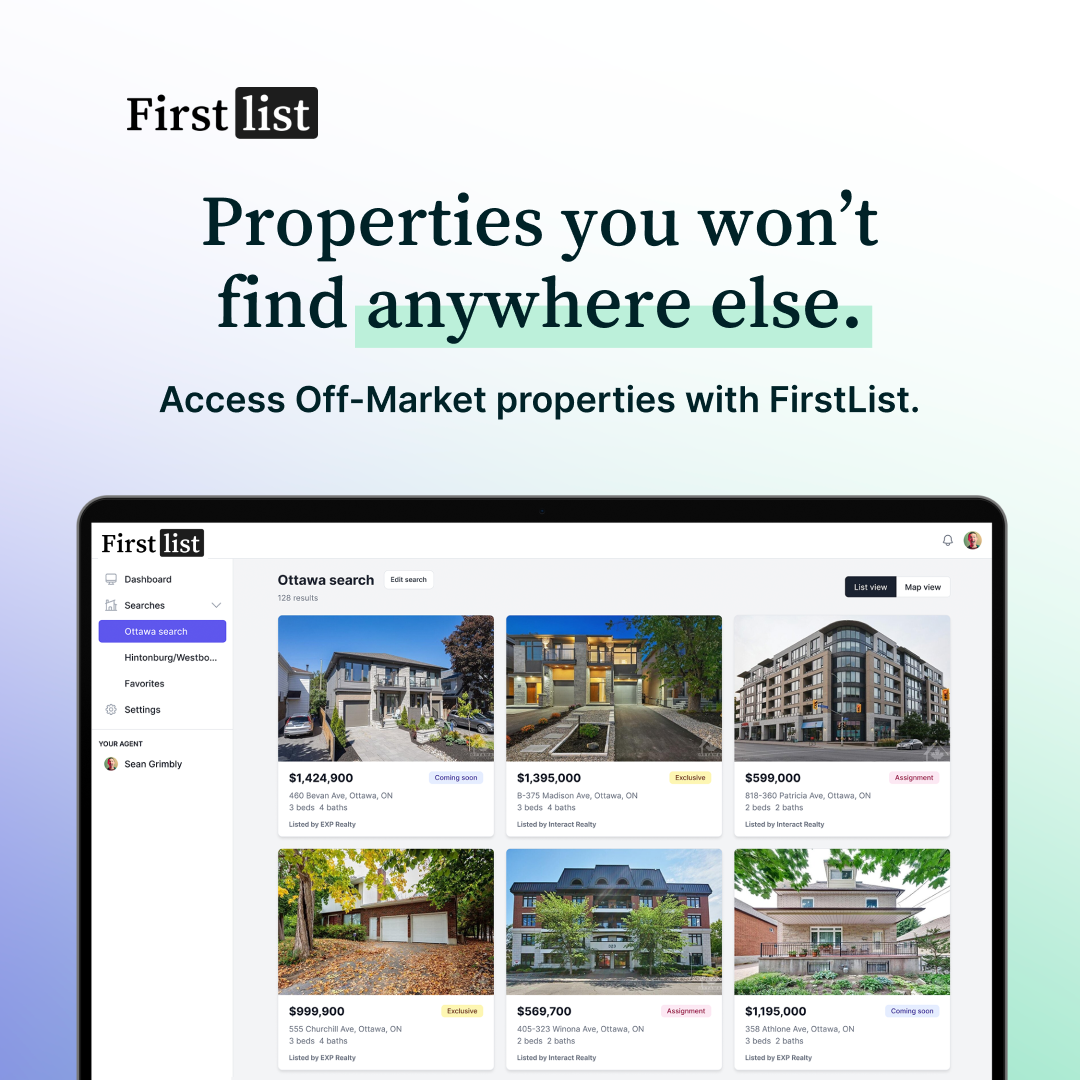 First list
Properties you won’t
find anywhere else.
Access Off-Market properties with FirstList.
First list
Dashboard
Searches
Ottawa search
Hintonburg/Westbo...
Favorites
Settings
YOUR AGENT
Sean Grimbly
Ottawa search
Edit search
128 results
List view
Map view
$1,424,900
Coming soon
460 Bevan Ave, Ottawa, ON
3 beds 4 baths
Listed by EXP Realty
$1,395,000
Exclusive
B-375 Madison Ave, Ottawa, ON
3 beds 4 baths
Listed by Interact Realty
$599,000
Assignment
818-360 Patricia Ave, Ottawa, ON
2 beds 2 baths
Listed by Interact Realty
$999,900
Exclusive
555 Churchill Ave, Ottawa, ON
3 beds 4 baths
Listed by EXP Realty
$569,700
Assignment
405-323 Winona Ave, Ottawa, ON
2 beds 2 baths
Listed by Interact Realty
$1,195,000
Coming soon
358 Athlone Ave, Ottawa, ON
3 beds 2 baths
Listed by EXP Realty